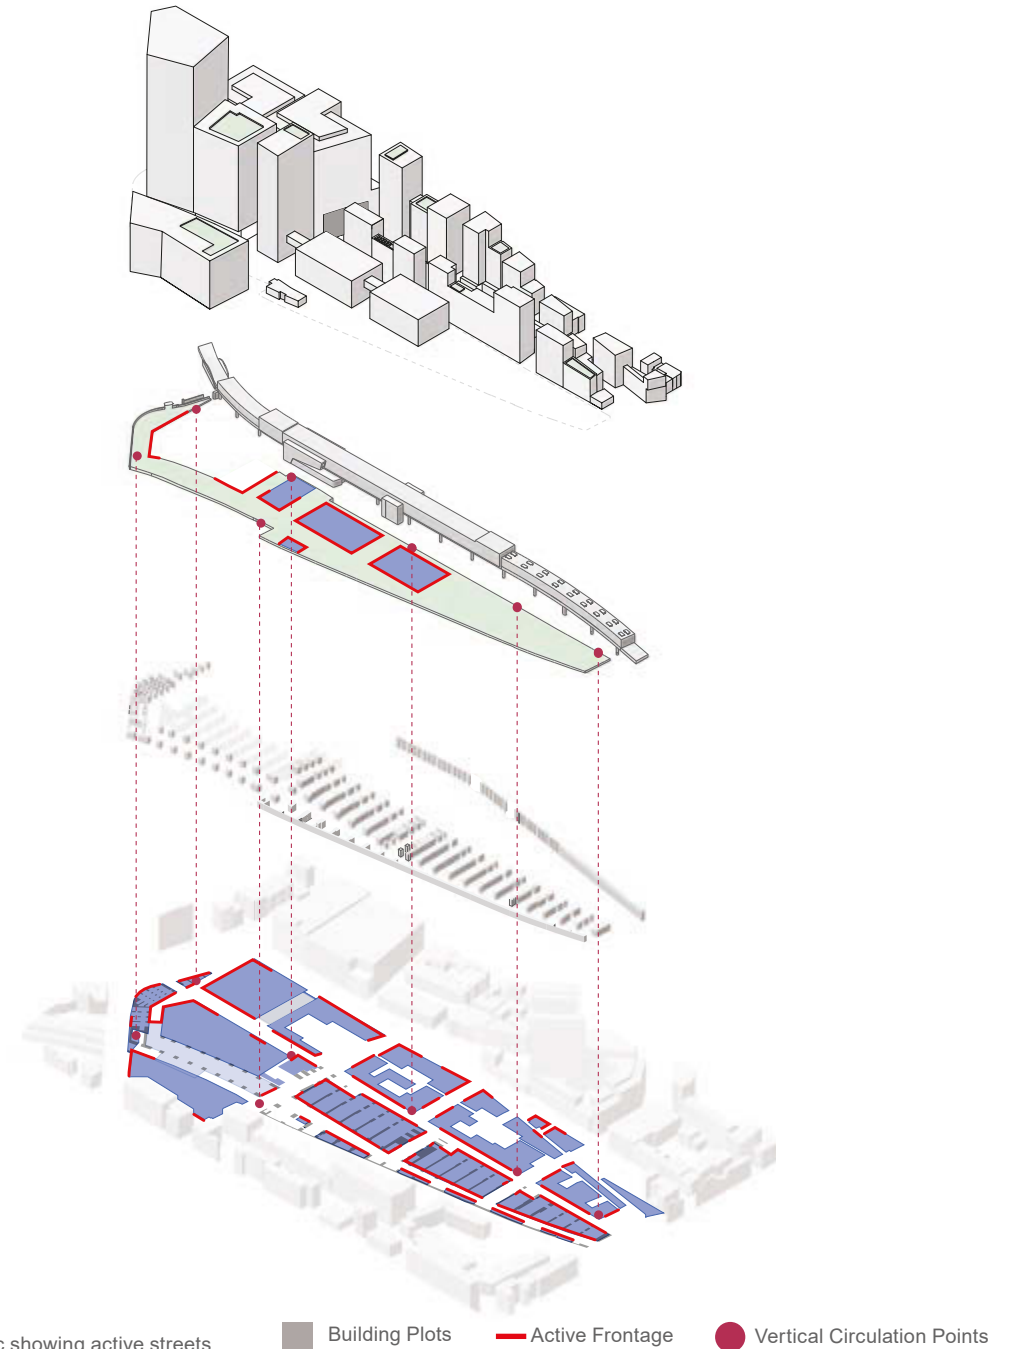 showing active streets
Building Plots
Active Frontage
Vertical Circulation Points